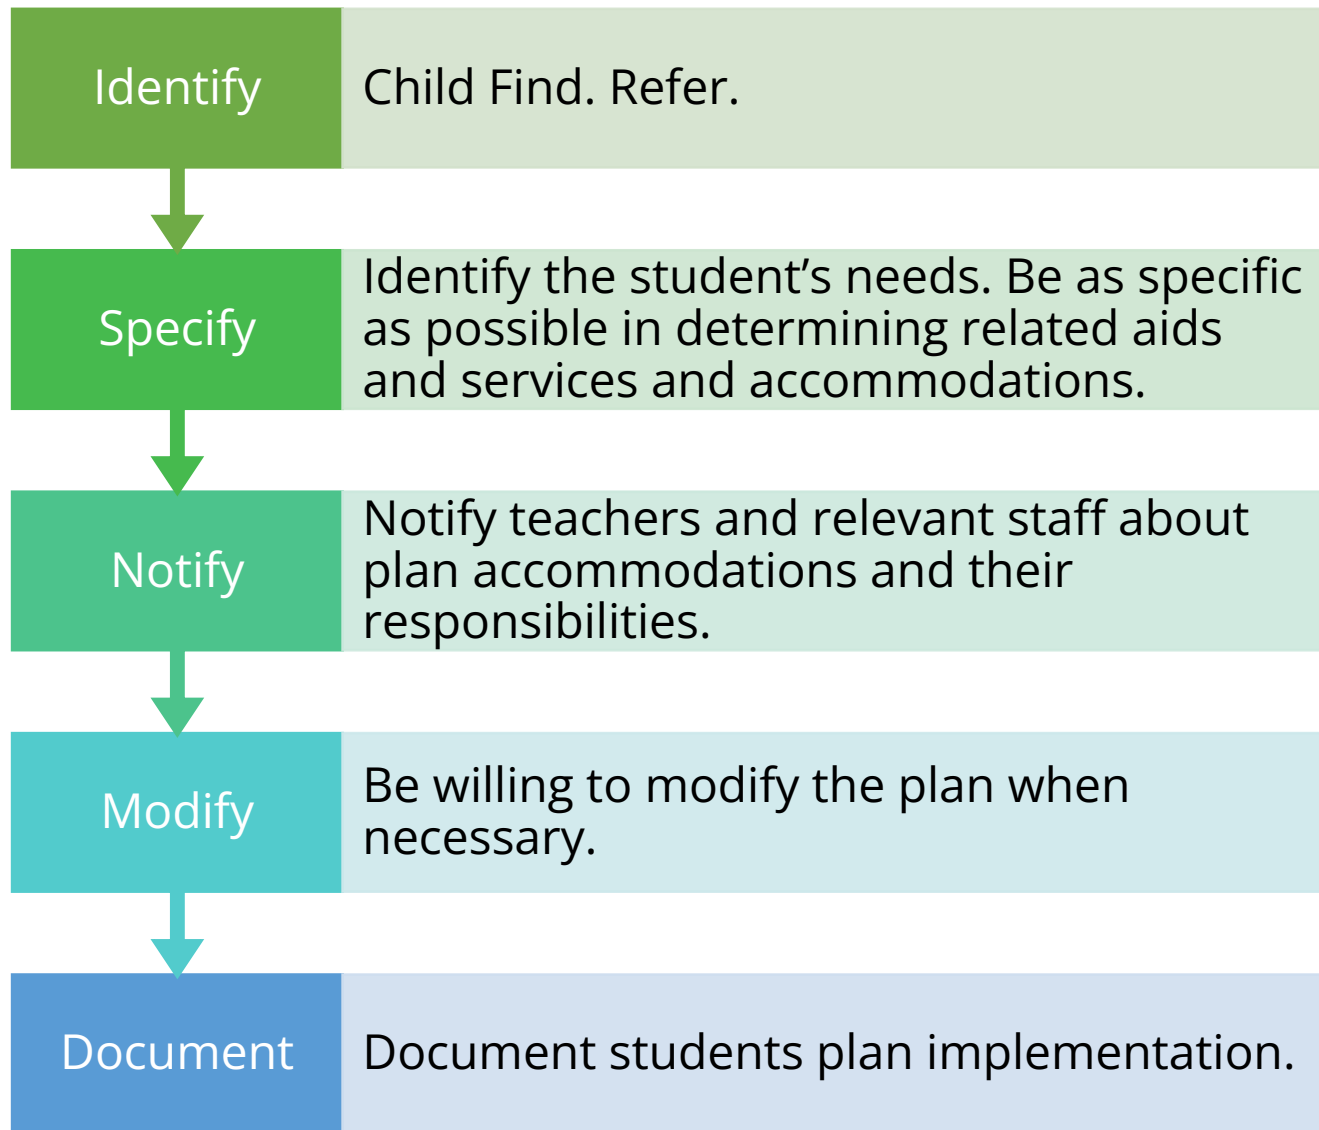 Identify
Child Find. Refer.
Specify
Identify the student’s needs. Be as specific
as possible in determining related aids
and services and accommodations.
Notify
Notify teachers and relevant staff about
plan accommodations and their
responsibilities.
Modify
Be willing to modify the plan when
necessary.
Document
Document students plan implementation.